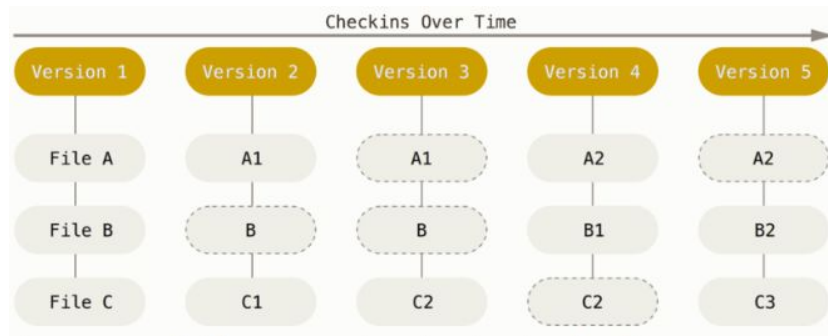 Checkins Over Time
Version 1 Version 2 Version 3 Version 4 Version 5
File A A1 A1 A2 A2
File B B B B1 B2
File C C1 C2 C2 C3